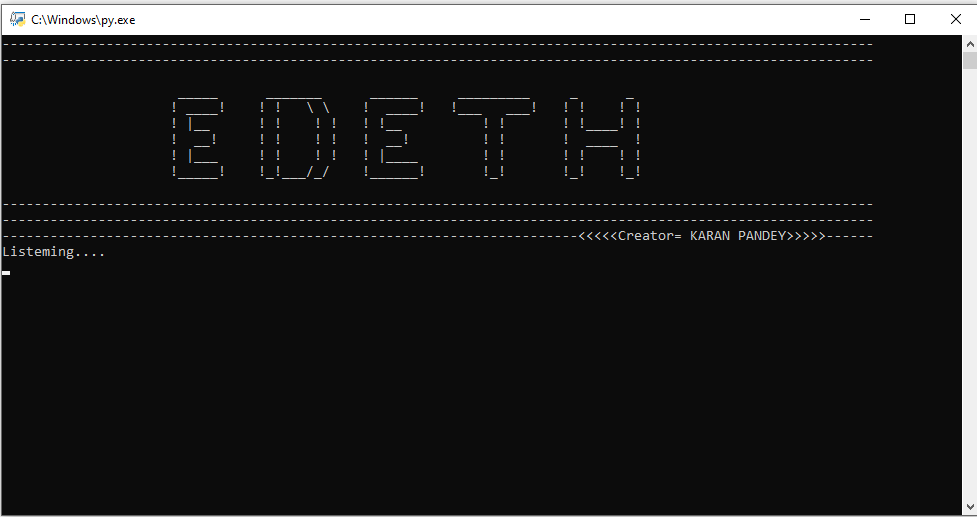 C:\Windows\py.exe
EDETH
<<<<<Creator= KARAN PANDEY>>>>>
Listeming....